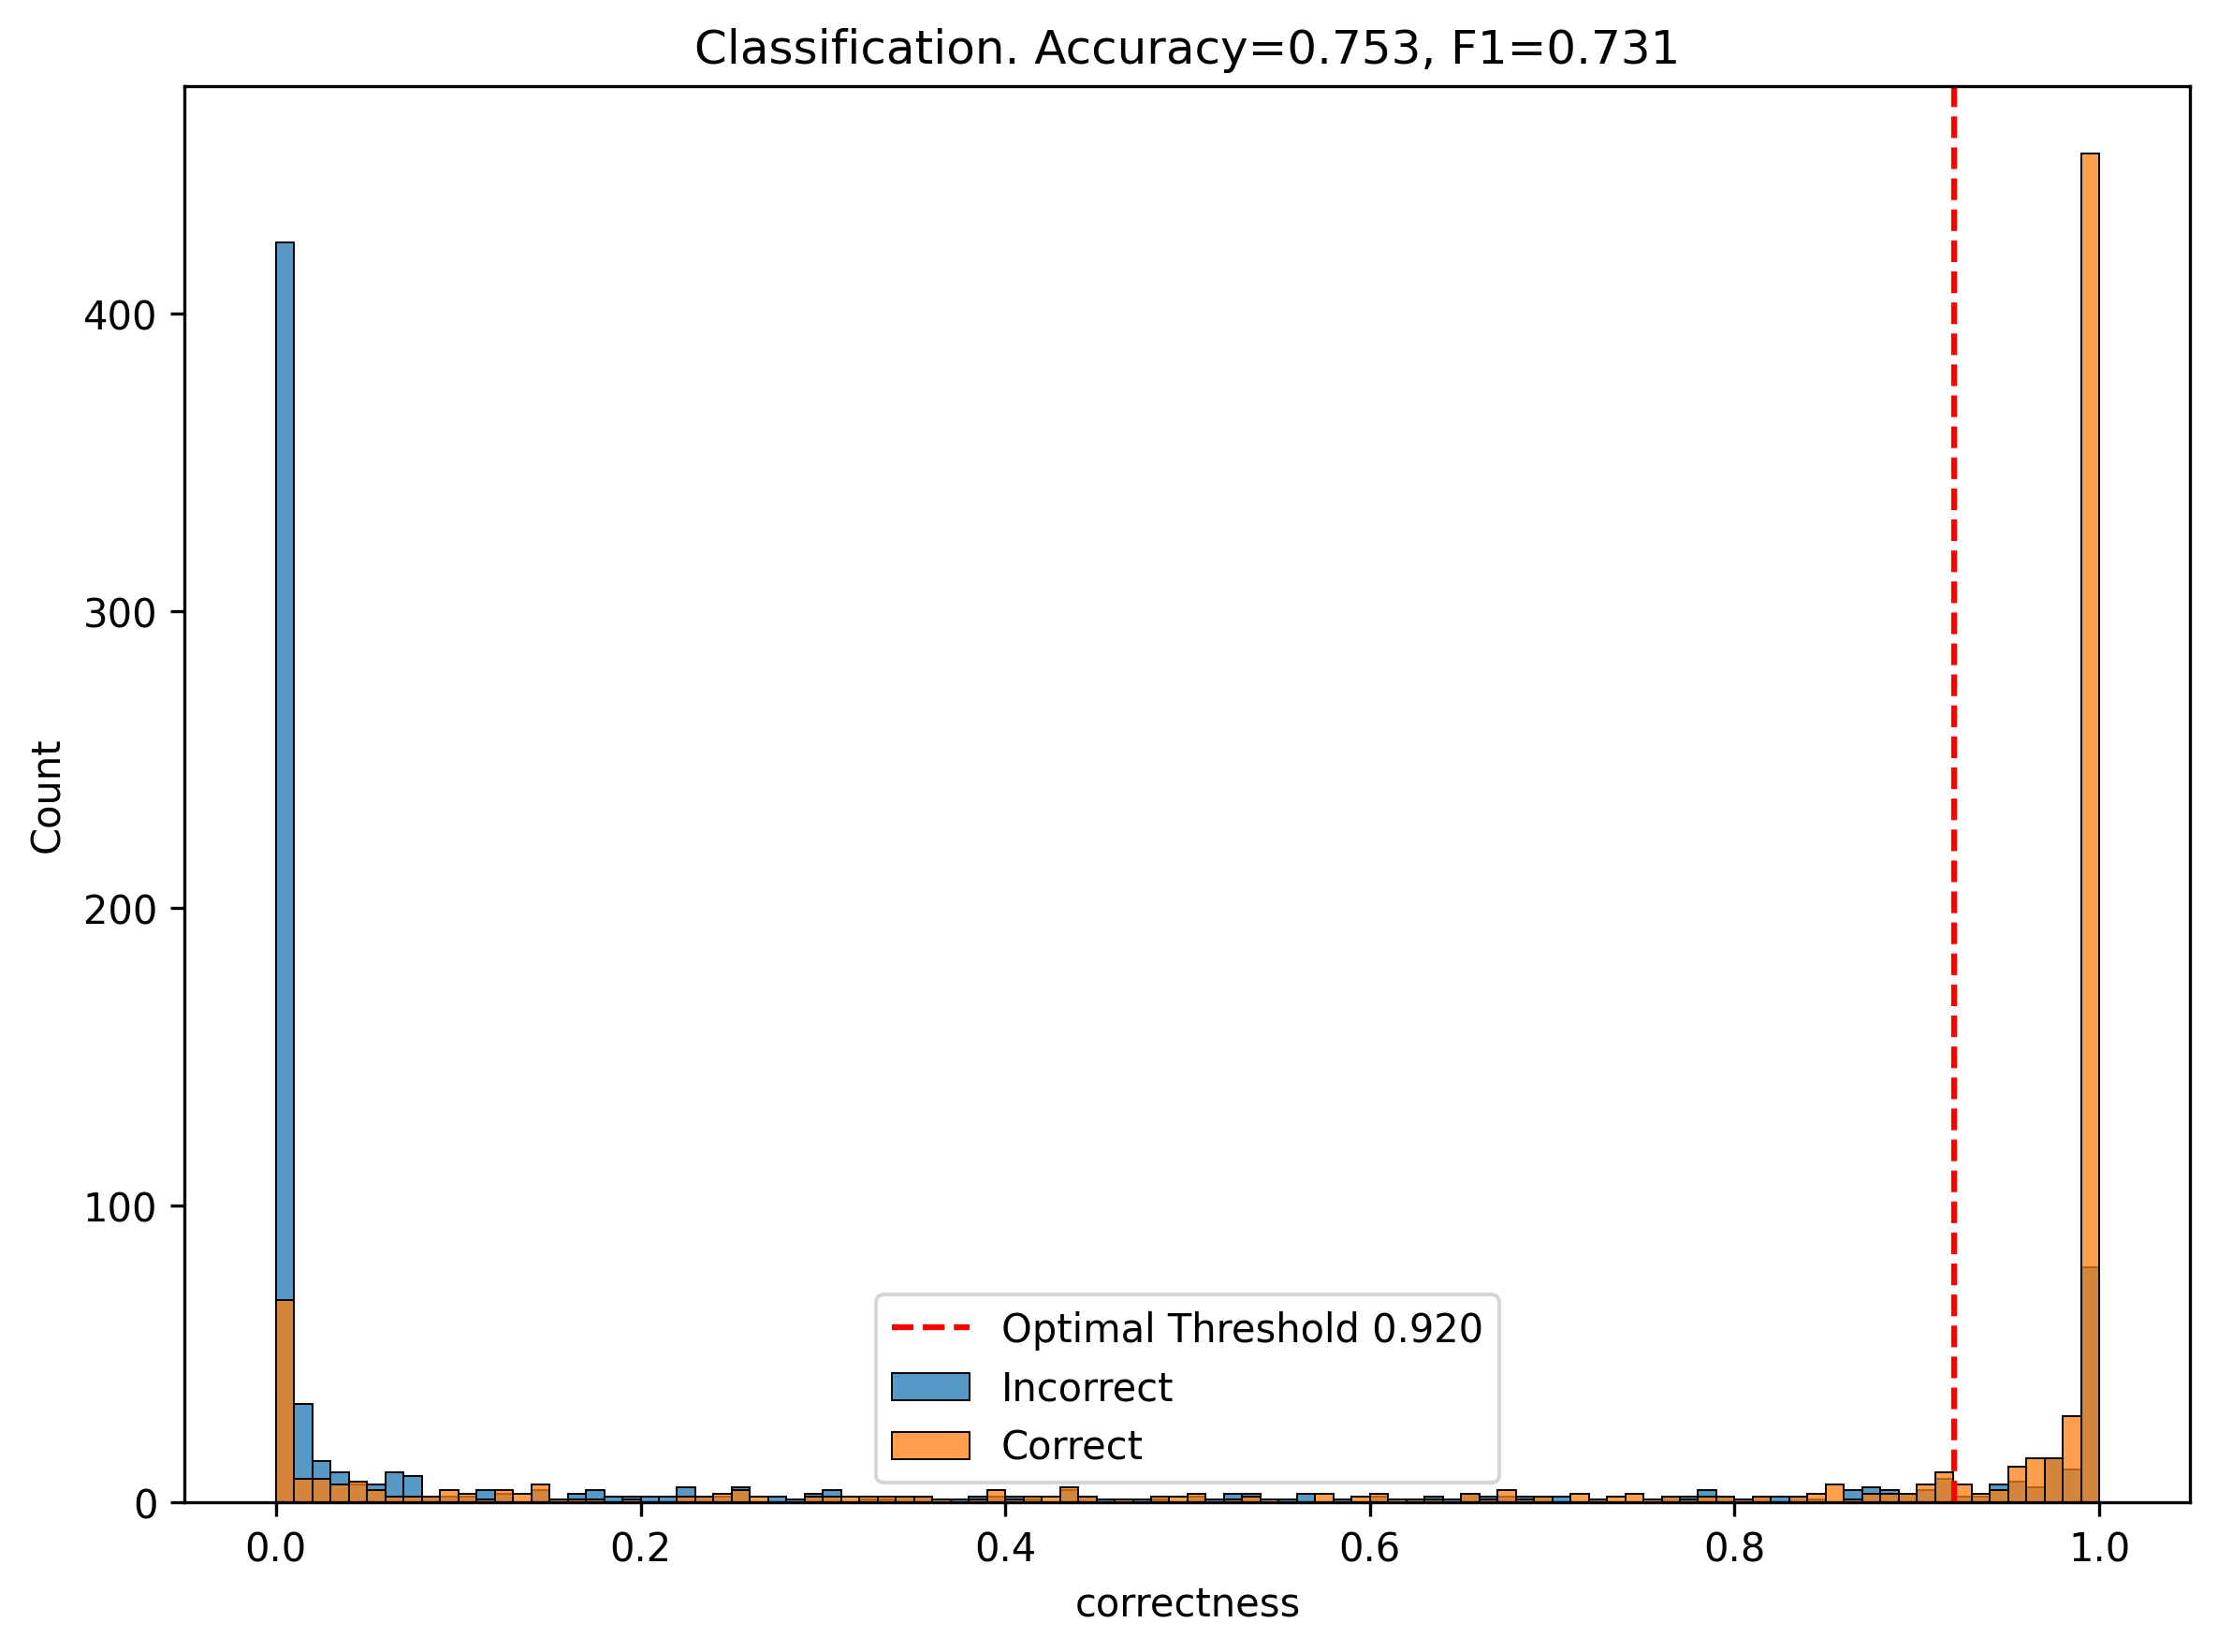 Classification. Accuracy=0.753, F1=0.731
Count
400
300
200
100
0
Optimal Threshold 0.920
Incorrect
Correct
0.0 0.2 0.4 0.6 0.8 1.0
correctness